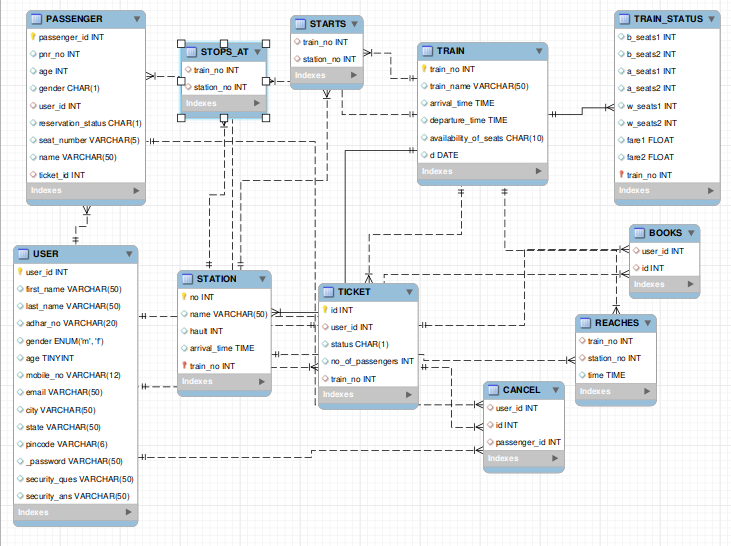 PASSENGER
passenger_id INT
pnr_no INT
age INT
gender CHAR(1)
user_id INT
reservation_status CHAR(1)
seat_number VARCHAR(5)
name VARCHAR(50)
ticket_id INT
Indexes
STOPS_AT
train_no INT
station_no INT
Indexes
STARTS
train_no INT
station_no INT
Indexes
TRAIN
train_no INT
train_name VARCHAR(50)
arrival_time TIME
departure_time TIME
availability_of_seats CHAR(10)
d DATE
Indexes
TRAIN_STATUS
b_seats1 INT
b_seats2 INT
a_seats1 INT
a_seats2 INT
w_seats1 INT
w_seats2 INT
fare1 FLOAT
fare2 FLOAT
train_no INT
Indexes
USER
user_id INT
first_name VARCHAR(50)
last_name VARCHAR(50)
adhar_no VARCHAR(20)
gender ENUM('m', 'f')
age TINYINT
mobile_no VARCHAR(12)
email VARCHAR(50)
city VARCHAR(50)
state VARCHAR(50)
pincode VARCHAR(6)
_password VARCHAR(50)
security_ques VARCHAR(50)
security_ans VARCHAR(50)
Indexes
STATION
no INT
name VARCHAR(50)
hault INT
arrival_time TIME
train_no INT
Indexes
TICKET
id INT
user_id INT
status CHAR(1)
no_of_passengers INT
train_no INT
Indexes
BOOKS
user_id INT
id INT
Indexes
REACHES
train_no INT
station_no INT
time TIME
Indexes
CANCEL
user_id INT
id INT
passenger_id INT
Indexes